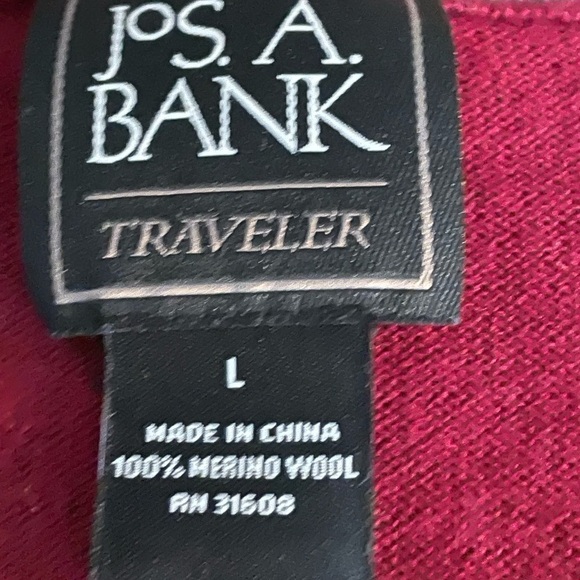 JOS. A.
BANK
TRAVELER
L
MADE IN CHINA
100% MERINO WOOL
RN 31608